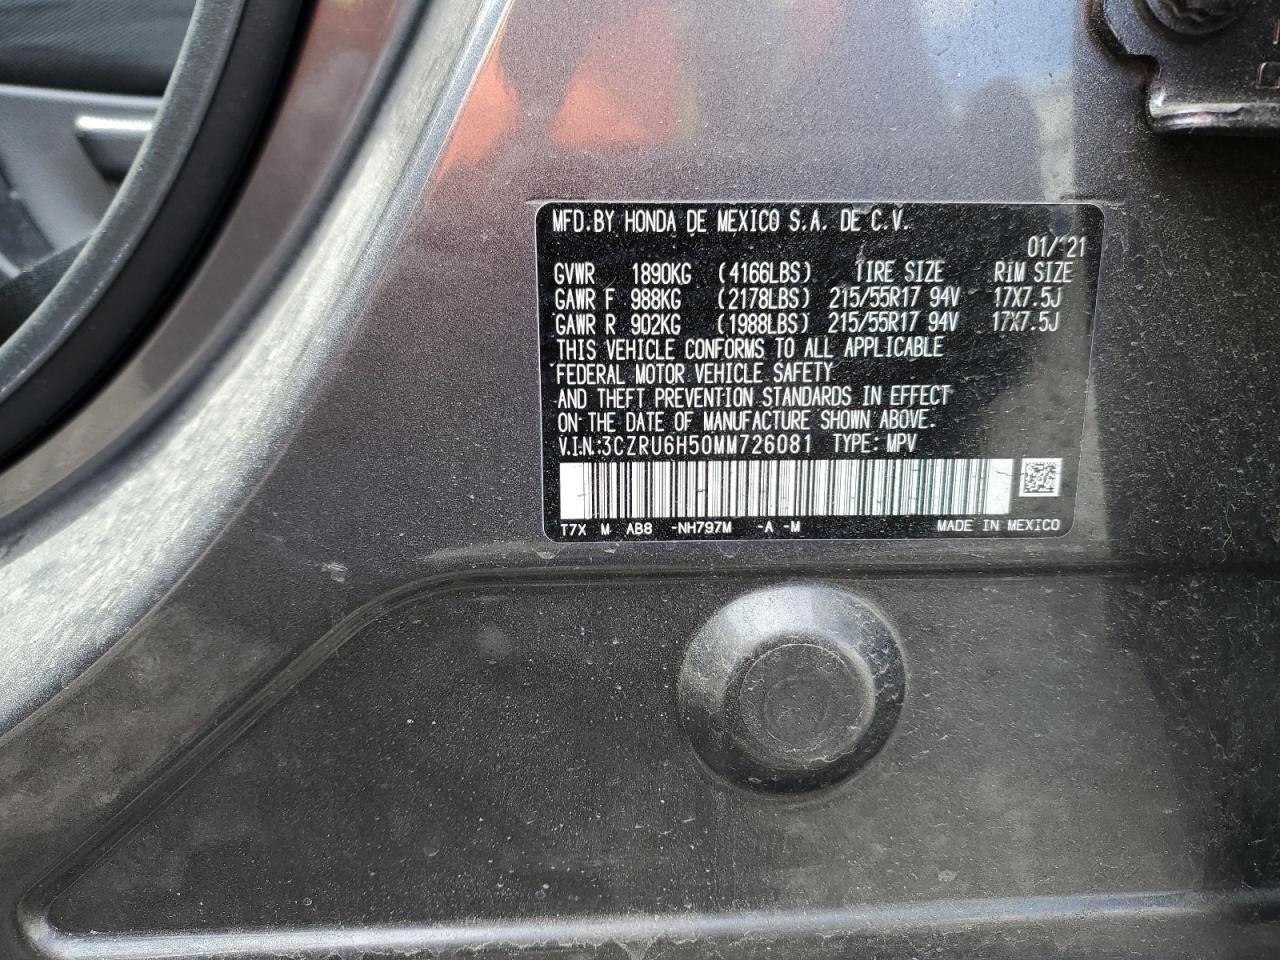 MFD.BY HONDA DE MEXICO S.A. DE C.V.
01/21
GVWR 1890KG (4166LBS) TIRE SIZE RIM SIZE
GAWR F 988KG (2178LBS) 215/55R17 94V 17X7.5J
GAWR R 902KG (1988LBS) 215/55R17 94V 17X7.5J
THIS VEHICLE CONFORMS TO ALL APPLICABLE
FEDERAL MOTOR VEHICLE SAFETY
AND THEFT PREVENTION STANDARDS IN EFFECT
ON THE DATE OF MANUFACTURE SHOWN ABOVE.
V.I.N:3CZRU6H50MM726081 TYPE: MPV
T7X M AB8 -NH797M -A -M MADE IN MEXICO